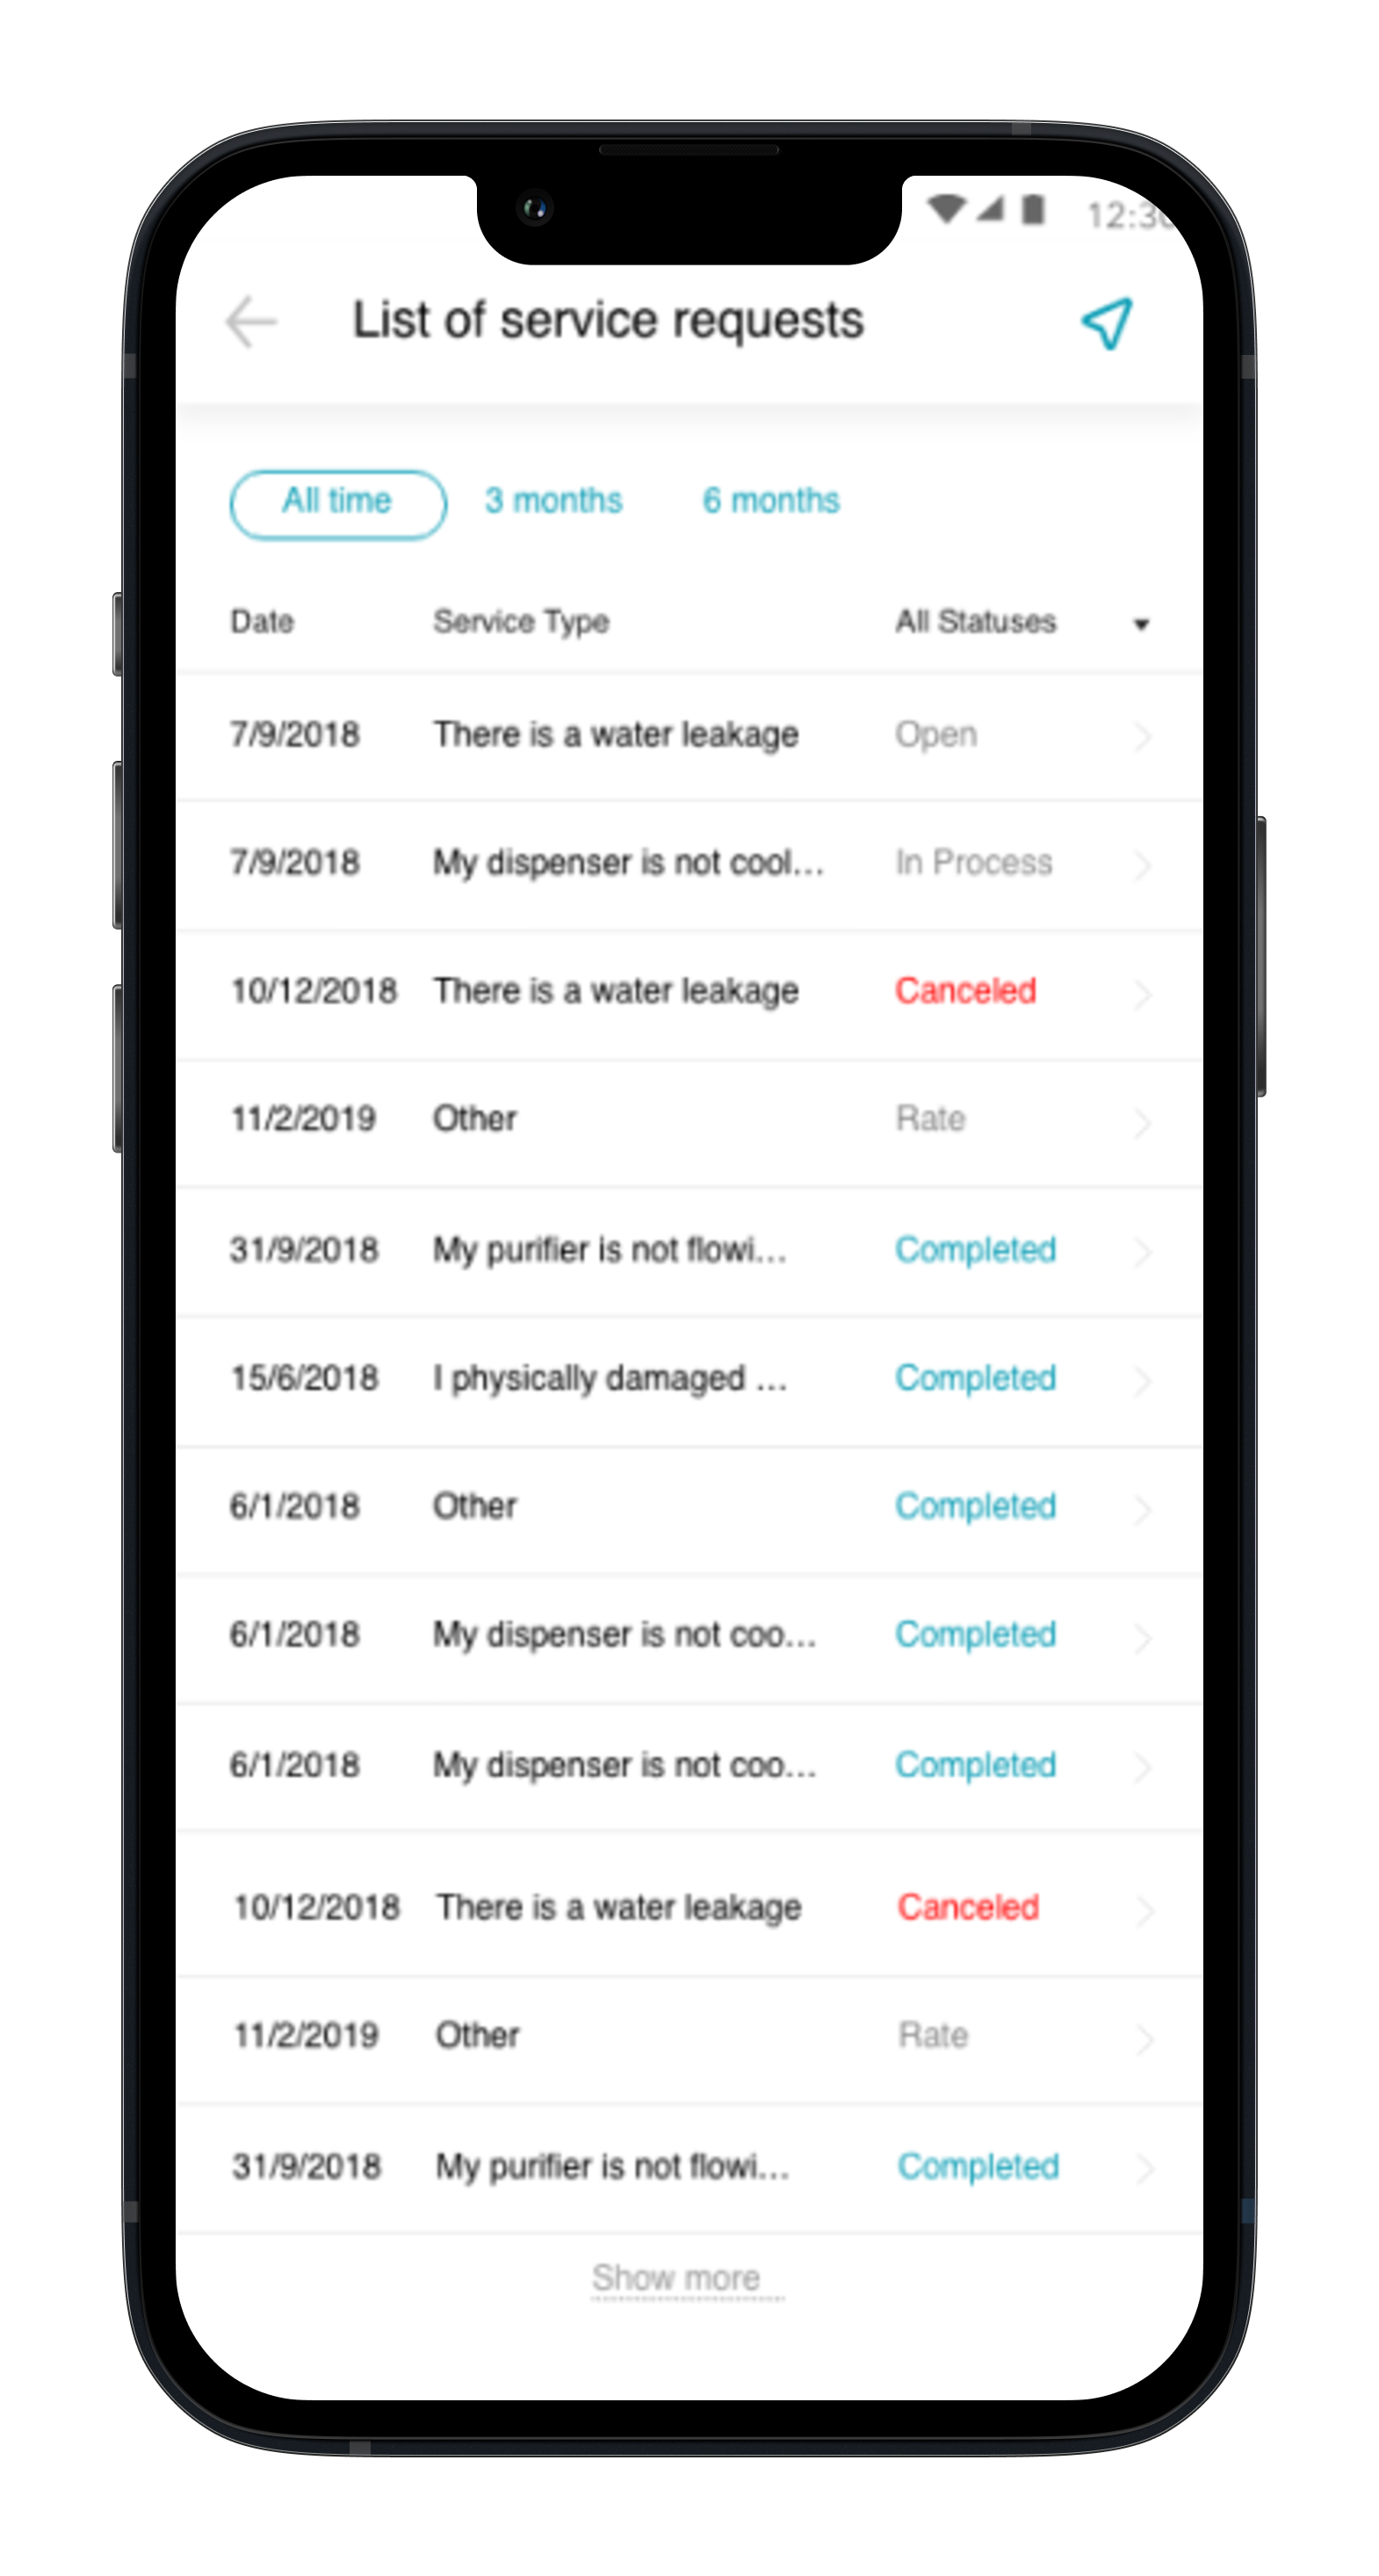 12:30
List of service requests
All time 3 months 6 months
Date Service Type All Statuses
7/9/2018 There is a water leakage Open
7/9/2018 My dispenser is not cool... In Process
10/12/2018 There is a water leakage Canceled
11/2/2019 Other Rate
31/9/2018 My purifier is not flowi... Completed
15/6/2018 I physically damaged ... Completed
6/1/2018 Other Completed
6/1/2018 My dispenser is not coo... Completed
6/1/2018 My dispenser is not coo... Completed
10/12/2018 There is a water leakage Canceled
11/2/2019 Other Rate
31/9/2018 My purifier is not flowi... Completed
Show more